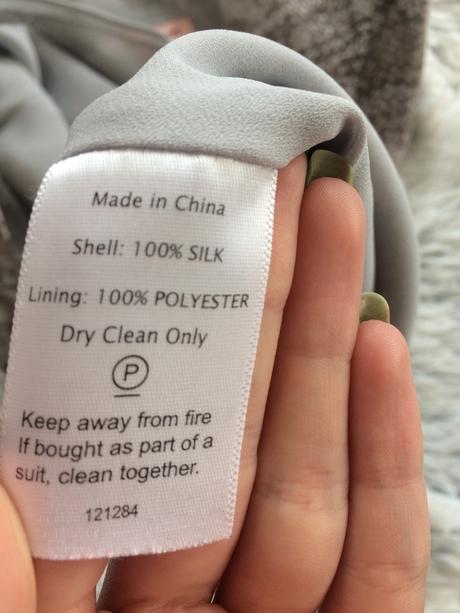 Made in China
Shell: 100% SILK
Lining: 100% POLYESTER
Dry Clean Only
P
Keep away from fire
If bought as part of a
suit, clean together.
121284